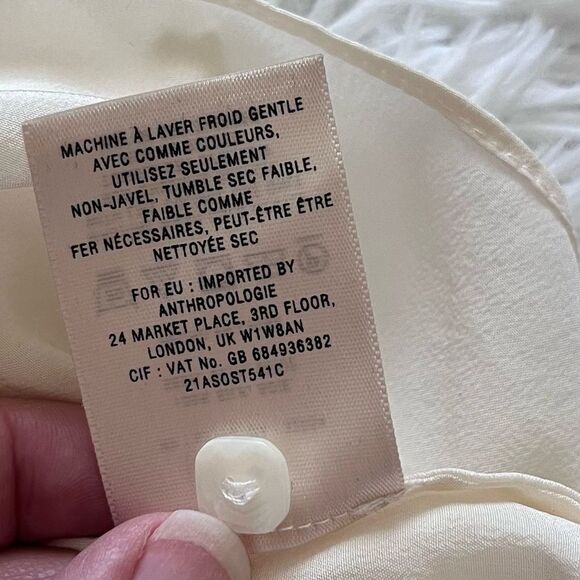 MACHINE À LAVER FROID GENTLE
AVEC COMME COULEURS,
UTILISEZ SEULEMENT
NON-JAVEL, TUMBLE SEC FAIBLE,
FAIBLE COMME
FER NÉCESSAIRES, PEUT-ÊTRE ÊTRE
NETTOYÉE SEC
FOR EU : IMPORTED BY
ANTHROPOLOGIE
24 MARKET PLACE, 3RD FLOOR,
LONDON, UK W1W8AN
CIF : VAT No. GB 684936382
21ASOST541C